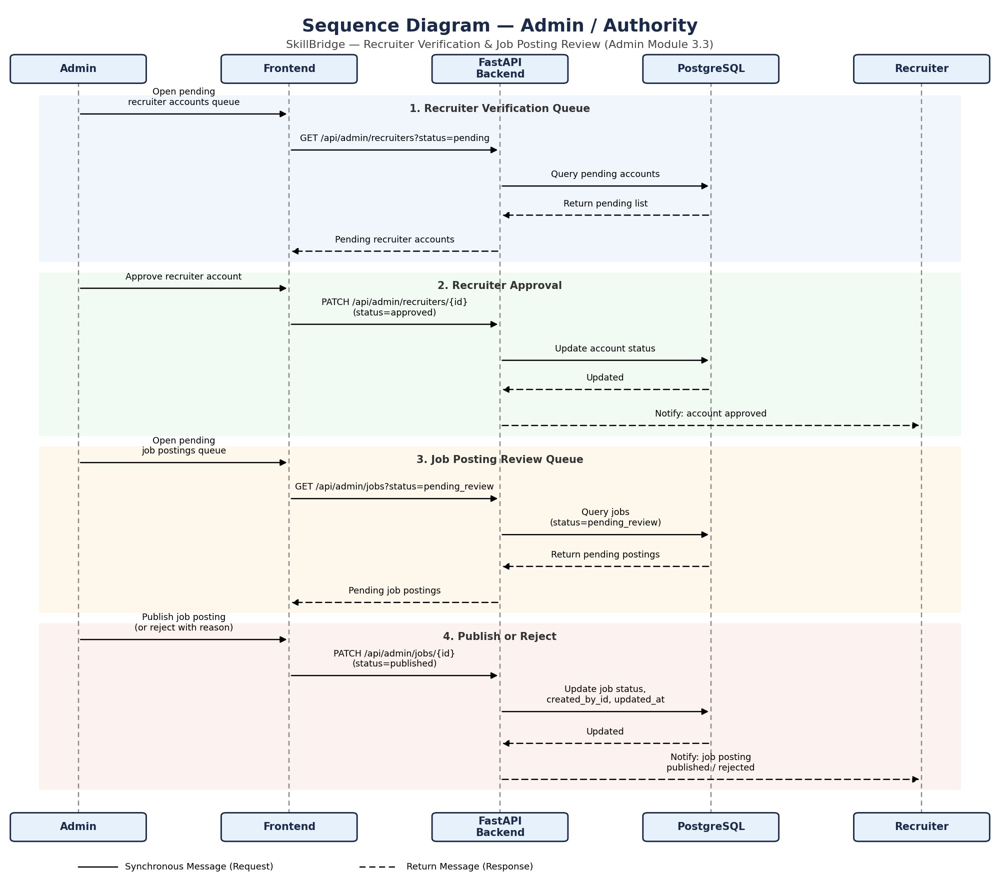 Sequence Diagram — Admin / Authority
SkillBridge — Recruiter Verification & Job Posting Review (Admin Module 3.3)
Admin
Frontend
FastAPI
Backend
PostgreSQL
Recruiter
Open pending
recruiter accounts queue
1. Recruiter Verification Queue
GET /api/admin/recruiters?status=pending
Query pending accounts
Return pending list
Pending recruiter accounts
Approve recruiter account
2. Recruiter Approval
PATCH /api/admin/recruiters/{id}
(status=approved)
Update account status
Updated
Notify: account approved
Open pending
job postings queue
3. Job Posting Review Queue
GET /api/admin/jobs?status=pending_review
Query jobs
(status=pending_review)
Return pending postings
Pending job postings
Publish job posting
(or reject with reason)
4. Publish or Reject
PATCH /api/admin/jobs/{id}
(status=published)
Update job status,
created_by_id, updated_at
Updated
Notify: job posting
published / rejected
Admin
Frontend
FastAPI
Backend
PostgreSQL
Recruiter
Synchronous Message (Request)
Return Message (Response)